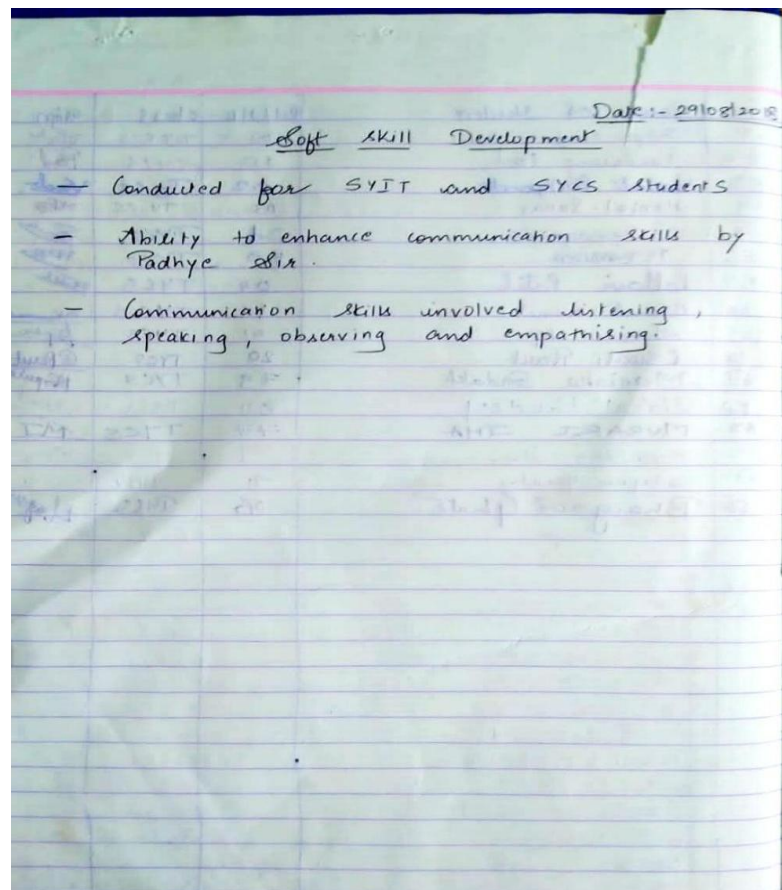 Date :- 29/08/2018
Soft Skill Development
— Conducted for SYIT and SYCS Students
— Ability to enhance communication skills by
Padhye Sir.
— Communication skills involved listening,
speaking, observing and empathising.